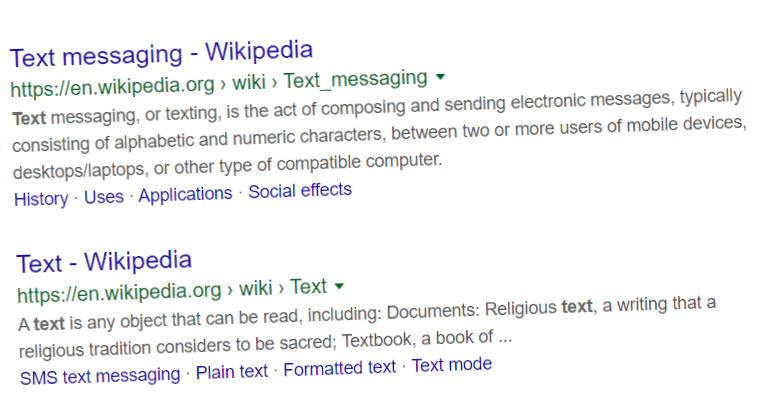 Text messaging - Wikipedia
https://en.wikipedia.org › wiki › Text_messaging
Text messaging, or texting, is the act of composing and sending electronic messages, typically
consisting of alphabetic and numeric characters, between two or more users of mobile devices,
desktops/laptops, or other type of compatible computer.
History · Uses · Applications · Social effects
Text - Wikipedia
https://en.wikipedia.org › wiki › Text
A text is any object that can be read, including: Documents: Religious text, a writing that a
religious tradition considers to be sacred; Textbook, a book of ...
SMS text messaging · Plain text · Formatted text · Text mode